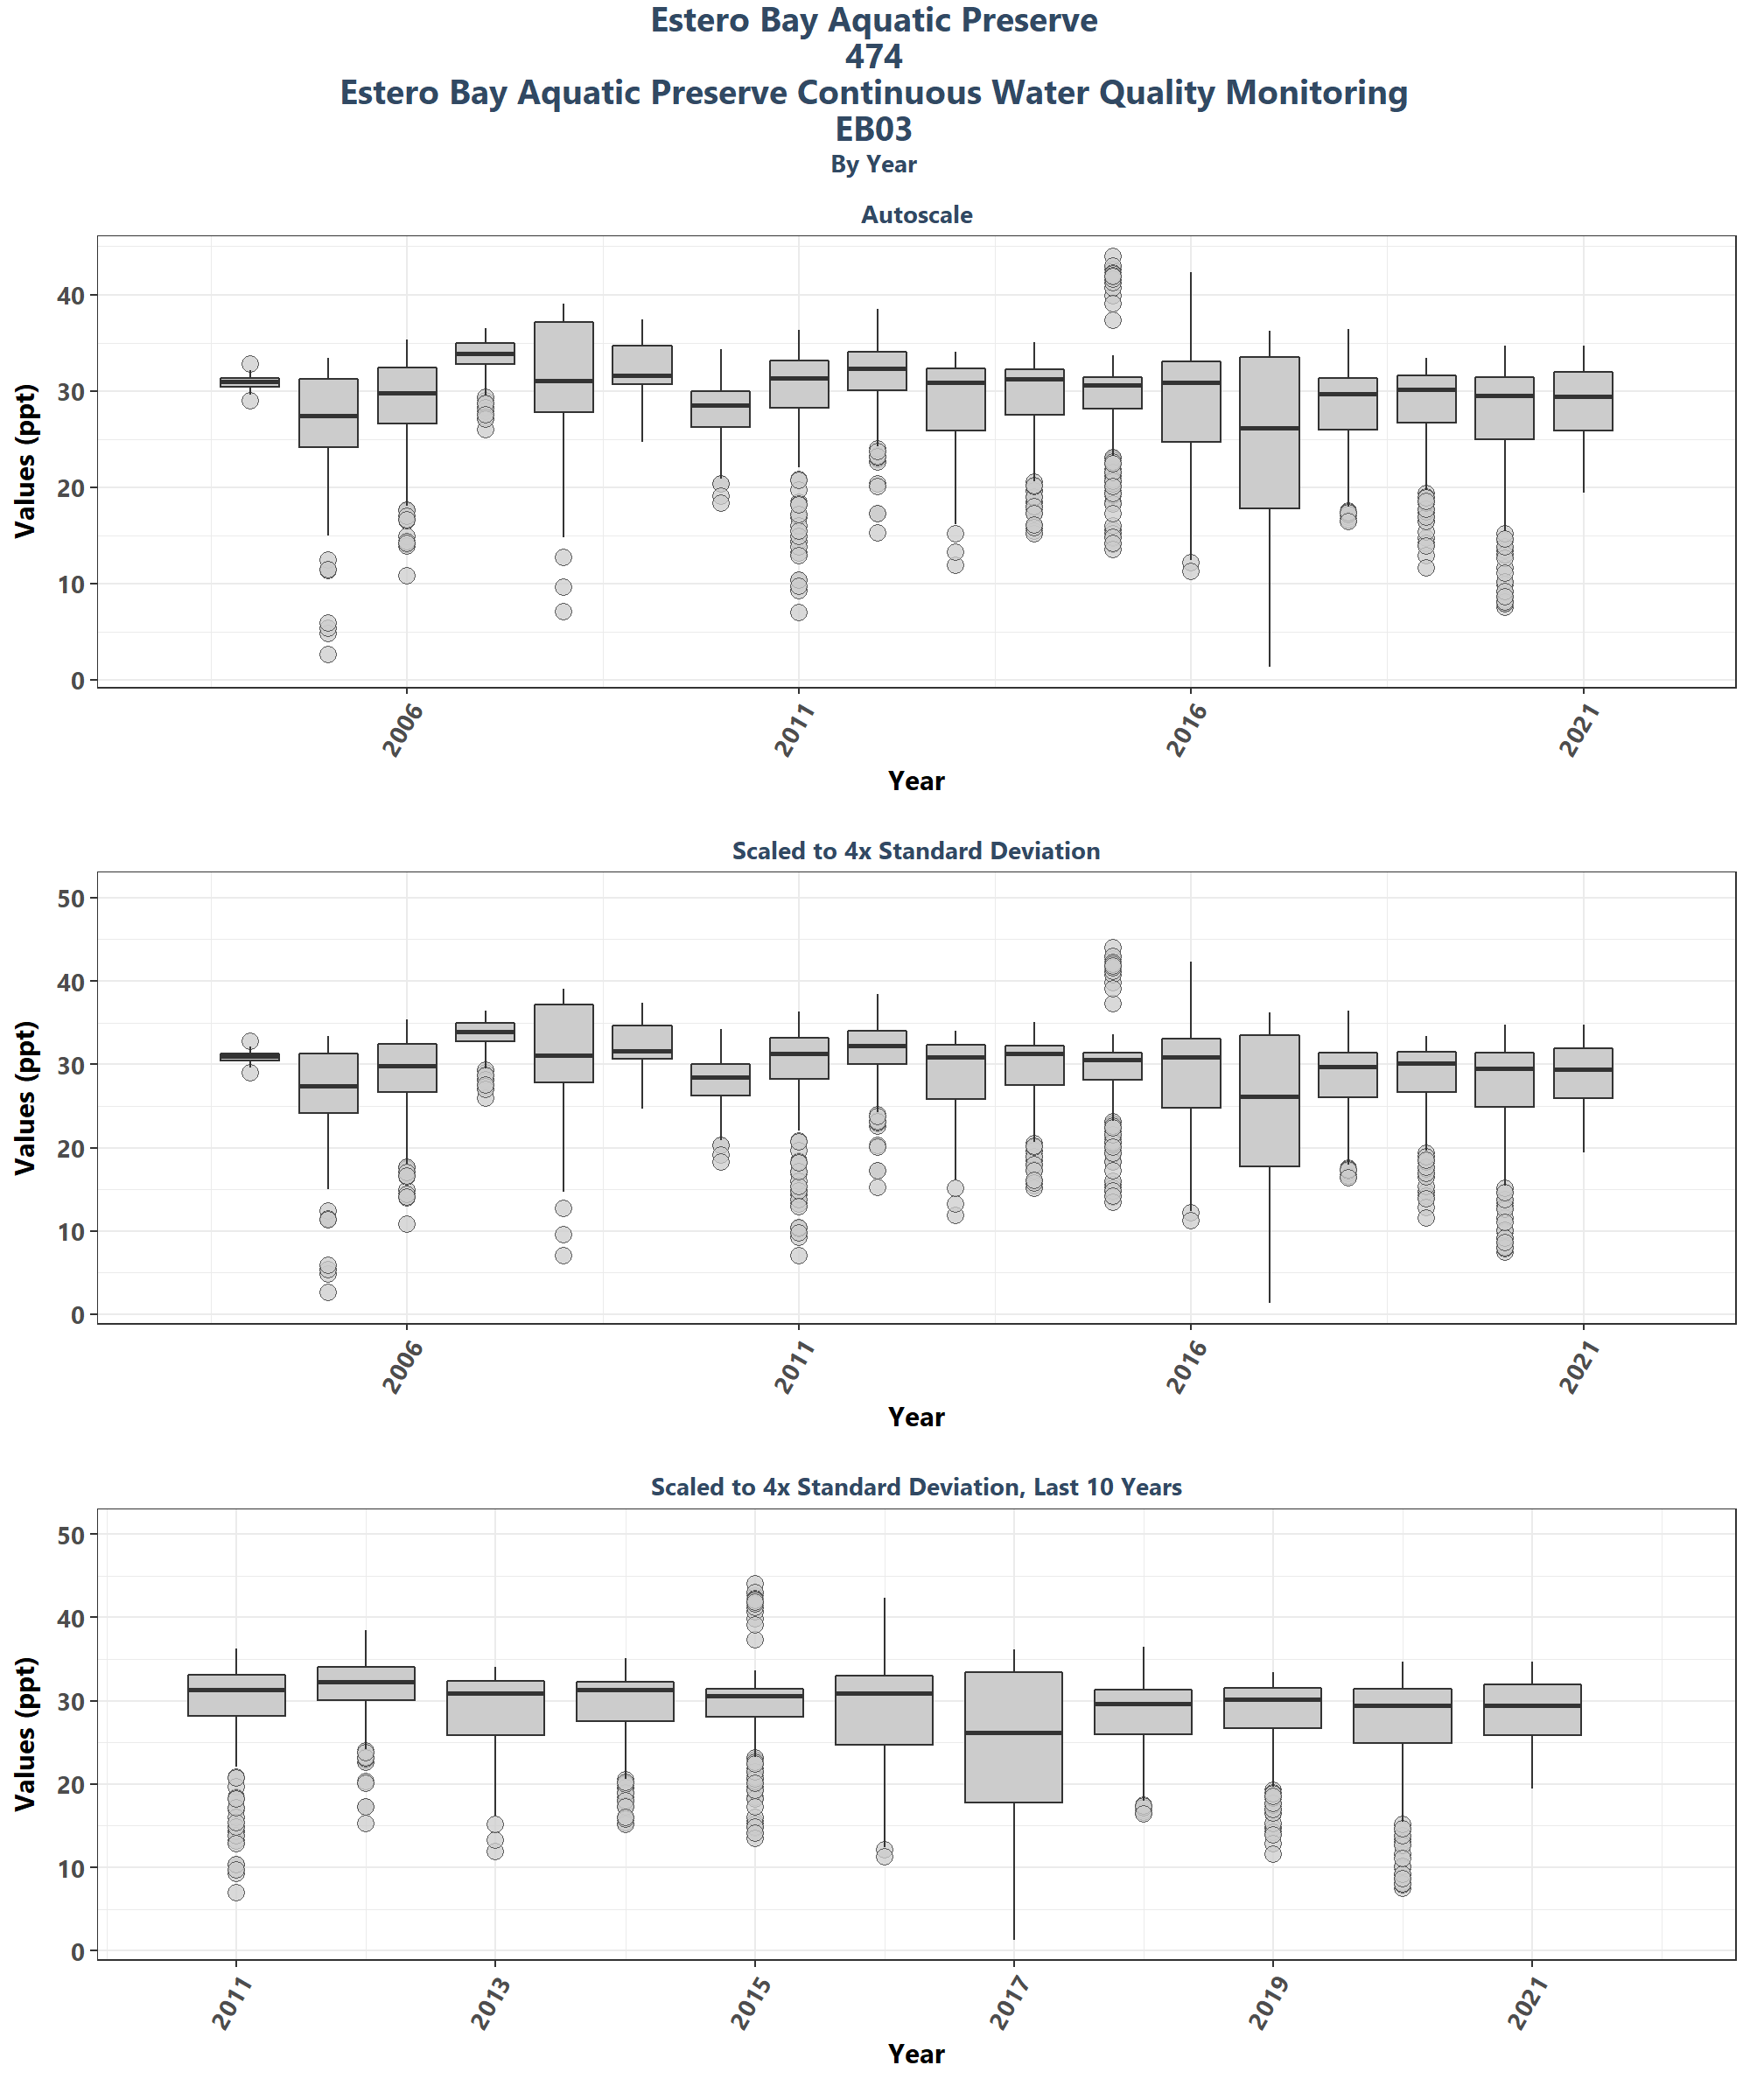 Estero Bay Aquatic Preserve
474
Estero Bay Aquatic Preserve Continuous Water Quality Monitoring
EB03
By Year
Autoscale
Values (ppt)
40
30
20
10
0
2006
2011
2016
2021
Year
Scaled to 4x Standard Deviation
Values (ppt)
50
40
30
20
10
0
2006
2011
2016
2021
Year
Scaled to 4x Standard Deviation, Last 10 Years
Values (ppt)
50
40
30
20
10
0
2011
2013
2015
2017
2019
2021
Year